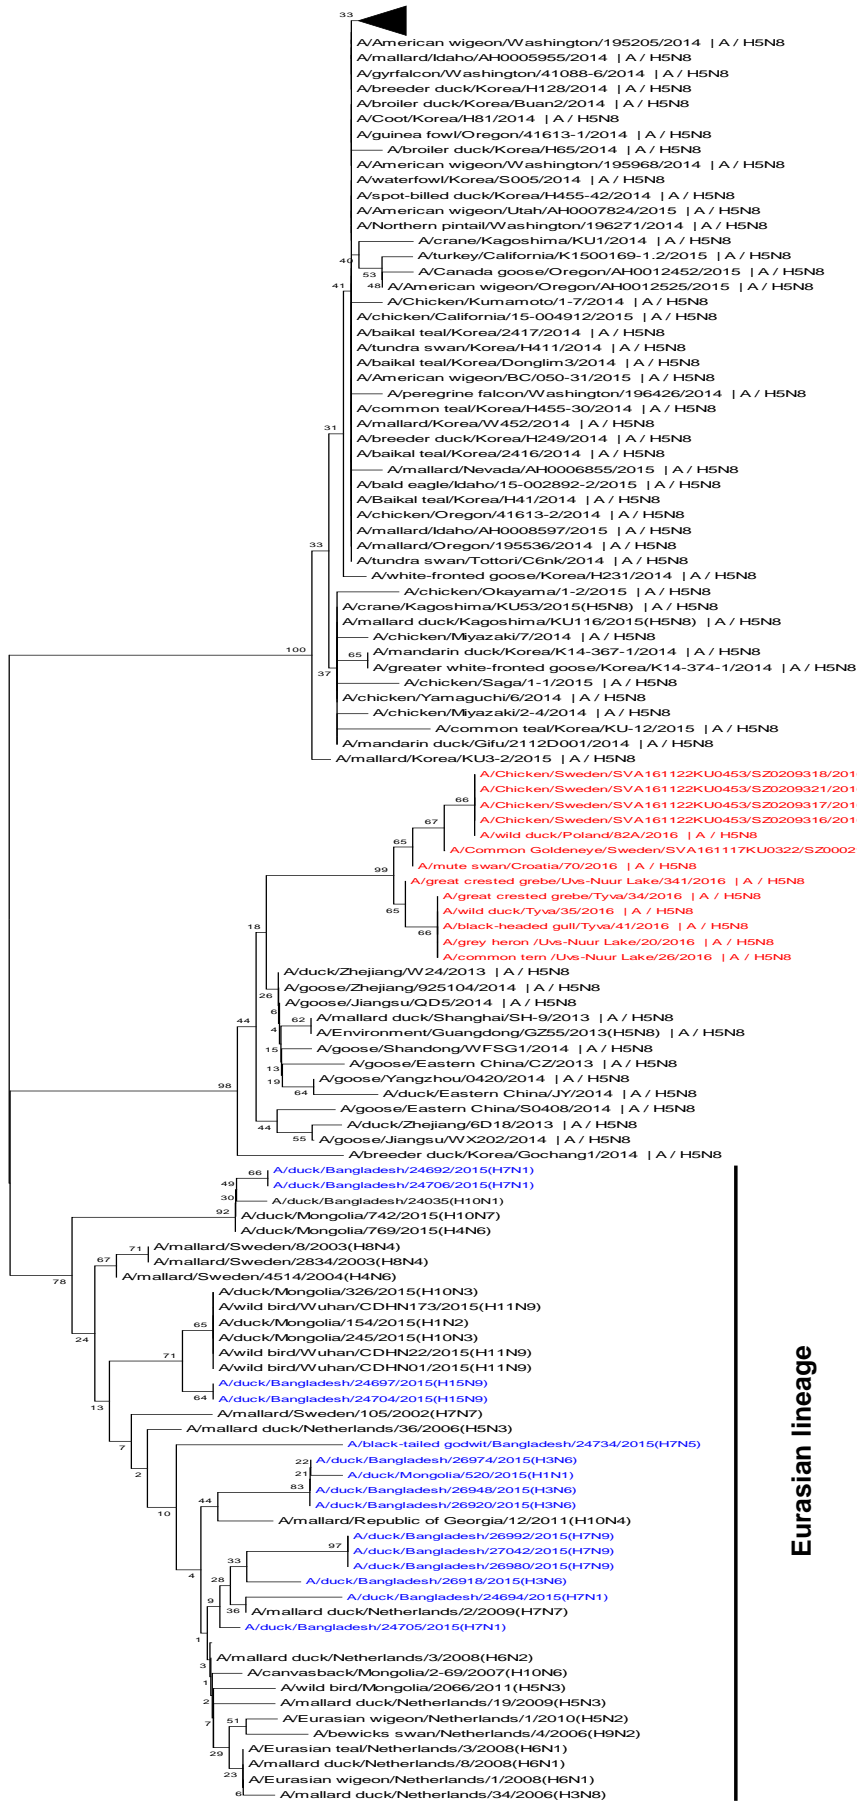 33
A/American wigeon/Washington/195205/2014 | A / H5N8
A/mallard/Idaho/AH0005955/2014 | A / H5N8
A/gyrfalcon/Washington/41088-6/2014 | A / H5N8
A/breeder duck/Korea/H128/2014 | A / H5N8
A/broiler duck/Korea/Buan2/2014 | A / H5N8
A/Coot/Korea/H81/2014 | A / H5N8
A/guinea fowl/Oregon/41613-1/2014 | A / H5N8
A/broiler duck/Korea/H65/2014 | A / H5N8
A/American wigeon/Washington/195968/2014 | A / H5N8
A/waterfowl/Korea/S005/2014 | A / H5N8
A/spot-billed duck/Korea/H455-42/2014 | A / H5N8
A/American wigeon/Utah/AH0007824/2015 | A / H5N8
A/Northern pintail/Washington/196271/2014 | A / H5N8
A/crane/Kagoshima/KU1/2014 | A / H5N8
40
A/turkey/California/K1500169-1.2/2015 | A / H5N8
53
A/Canada goose/Oregon/AH0012452/2015 | A / H5N8
48
A/American wigeon/Oregon/AH0012525/2015 | A / H5N8
41
A/Chicken/Kumamoto/1-7/2014 | A / H5N8
A/chicken/California/15-004912/2015 | A / H5N8
A/baikal teal/Korea/2417/2014 | A / H5N8
A/tundra swan/Korea/H411/2014 | A / H5N8
A/baikal teal/Korea/Donglim3/2014 | A / H5N8
A/American wigeon/BC/050-31/2015 | A / H5N8
A/peregrine falcon/Washington/196426/2014 | A / H5N8
A/common teal/Korea/H455-30/2014 | A / H5N8
A/mallard/Korea/W452/2014 | A / H5N8
31
A/breeder duck/Korea/H249/2014 | A / H5N8
A/baikal teal/Korea/2416/2014 | A / H5N8
A/mallard/Nevada/AH0006855/2015 | A / H5N8
A/bald eagle/Idaho/15-002892-2/2015 | A / H5N8
A/Baikal teal/Korea/H41/2014 | A / H5N8
A/chicken/Oregon/41613-2/2014 | A / H5N8
A/mallard/Idaho/AH0008597/2015 | A / H5N8
33
A/mallard/Oregon/195536/2014 | A / H5N8
A/tundra swan/Tottori/C6nk/2014 | A / H5N8
A/white-fronted goose/Korea/H231/2014 | A / H5N8
A/chicken/Okayama/1-2/2015 | A / H5N8
A/crane/Kagoshima/KU53/2015(H5N8) | A / H5N8
A/mallard duck/Kagoshima/KU116/2015(H5N8) | A / H5N8
A/chicken/Miyazaki/7/2014 | A / H5N8
100
65
A/mandarin duck/Korea/K14-367-1/2014 | A / H5N8
A/greater white-fronted goose/Korea/K14-374-1/2014 | A / H5N8
37
A/chicken/Saga/1-1/2015 | A / H5N8
A/chicken/Yamaguchi/6/2014 | A / H5N8
A/chicken/Miyazaki/2-4/2014 | A / H5N8
A/common teal/Korea/KU-12/2015 | A / H5N8
A/mandarin duck/Gifu/2112D001/2014 | A / H5N8
A/mallard/Korea/KU3-2/2015 | A / H5N8
A/Chicken/Sweden/SVA161122KU0453/SZ0209318/201
A/Chicken/Sweden/SVA161122KU0453/SZ0209321/201
66
A/Chicken/Sweden/SVA161122KU0453/SZ0209317/201
A/Chicken/Sweden/SVA161122KU0453/SZ0209316/201
67
A/wild duck/Poland/82A/2016 | A / H5N8
65
A/Common Goldeneye/Sweden/SVA161117KU0322/SZ0002
99
A/mute swan/Croatia/70/2016 | A / H5N8
A/great crested grebe/Uvs-Nuur Lake/341/2016 | A / H5N8
A/great crested grebe/Tyva/34/2016 | A / H5N8
65
A/wild duck/Tyva/35/2016 | A / H5N8
18
66
A/black-headed gull/Tyva/41/2016 | A / H5N8
A/grey heron /Uvs-Nuur Lake/20/2016 | A / H5N8
A/common tern /Uvs-Nuur Lake/26/2016 | A / H5N8
A/duck/Zhejiang/W24/2013 | A / H5N8
26
A/goose/Zhejiang/925104/2014 | A / H5N8
6
A/goose/Jiangsu/QD5/2014 | A / H5N8
44
62
A/mallard duck/Shanghai/SH-9/2013 | A / H5N8
4
A/Environment/Guangdong/GZ55/2013(H5N8) | A / H5N8
15
A/goose/Shandong/WFSG1/2014 | A / H5N8
13
A/goose/Eastern China/CZ/2013 | A / H5N8
19
A/goose/Yangzhou/0420/2014 | A / H5N8
98
64
A/duck/Eastern China/JY/2014 | A / H5N8
A/goose/Eastern China/S0408/2014 | A / H5N8
44
A/duck/Zhejiang/6D18/2013 | A / H5N8
55
A/goose/Jiangsu/WX202/2014 | A / H5N8
A/breeder duck/Korea/Gochang1/2014 | A / H5N8
66
A/duck/Bangladesh/24692/2015(H7N1)
49
A/duck/Bangladesh/24706/2015(H7N1)
30
A/duck/Bangladesh/24035(H10N1)
92
A/duck/Mongolia/742/2015(H10N7)
A/duck/Mongolia/769/2015(H4N6)
71
A/mallard/Sweden/8/2003(H8N4)
67
A/mallard/Sweden/2834/2003(H8N4)
78
A/mallard/Sweden/4514/2004(H4N6)
A/duck/Mongolia/326/2015(H10N3)
A/wild bird/Wuhan/CDHN173/2015(H11N9)
65
A/duck/Mongolia/154/2015(H1N2)
24
A/duck/Mongolia/245/2015(H10N3)
71
A/wild bird/Wuhan/CDHN22/2015(H11N9)
A/wild bird/Wuhan/CDHN01/2015(H11N9)
A/duck/Bangladesh/24697/2015(H15N9)
64
A/duck/Bangladesh/24704/2015(H15N9)
13
A/mallard/Sweden/105/2002(H7N7)
A/mallard duck/Netherlands/36/2006(H5N3)
7
A/black-tailed godwit/Bangladesh/24734/2015(H7N5)
22
A/duck/Bangladesh/26974/2015(H3N6)
2
21
A/duck/Mongolia/520/2015(H1N1)
83
A/duck/Bangladesh/26948/2015(H3N6)
44
A/duck/Bangladesh/26920/2015(H3N6)
10
A/mallard/Republic of Georgia/12/2011(H10N4)
A/duck/Bangladesh/26992/2015(H7N9)
97
A/duck/Bangladesh/27042/2015(H7N9)
33
A/duck/Bangladesh/26980/2015(H7N9)
4
28
A/duck/Bangladesh/26918/2015(H3N6)
9
A/duck/Bangladesh/24694/2015(H7N1)
36
A/mallard duck/Netherlands/2/2009(H7N7)
A/duck/Bangladesh/24705/2015(H7N1)
1
A/mallard duck/Netherlands/3/2008(H6N2)
3
A/canvasback/Mongolia/2-69/2007(H10N6)
1
A/wild bird/Mongolia/2066/2011(H5N3)
2
A/mallard duck/Netherlands/19/2009(H5N3)
7
51
A/Eurasian wigeon/Netherlands/1/2010(H5N2)
A/bewicks swan/Netherlands/4/2006(H9N2)
29
A/Eurasian teal/Netherlands/3/2008(H6N1)
A/mallard duck/Netherlands/8/2008(H6N1)
23
A/Eurasian wigeon/Netherlands/1/2008(H6N1)
6
A/mallard duck/Netherlands/34/2006(H3N8)
Eurasian lineage